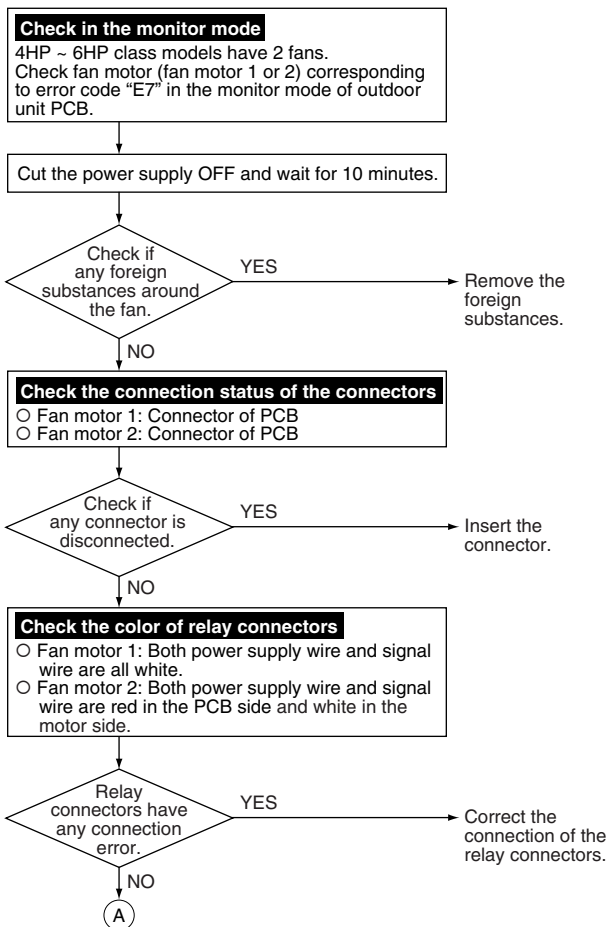 Check in the monitor mode
4HP ~ 6HP class models have 2 fans.
Check fan motor (fan motor 1 or 2) corresponding
to error code “E7” in the monitor mode of outdoor
unit PCB.
Cut the power supply OFF and wait for 10 minutes.
Check if
any foreign
substances around
the fan.
YES
Remove the
foreign
substances.
NO
Check the connection status of the connectors
○ Fan motor 1: Connector of PCB
○ Fan motor 2: Connector of PCB
Check if
any connector is
disconnected.
YES
Insert the
connector.
NO
Check the color of relay connectors
○ Fan motor 1: Both power supply wire and signal
wire are all white.
○ Fan motor 2: Both power supply wire and signal
wire are red in the PCB side and white in the
motor side.
Relay
connectors have
any connection
error.
YES
Correct the
connection of the
relay connectors.
NO
A